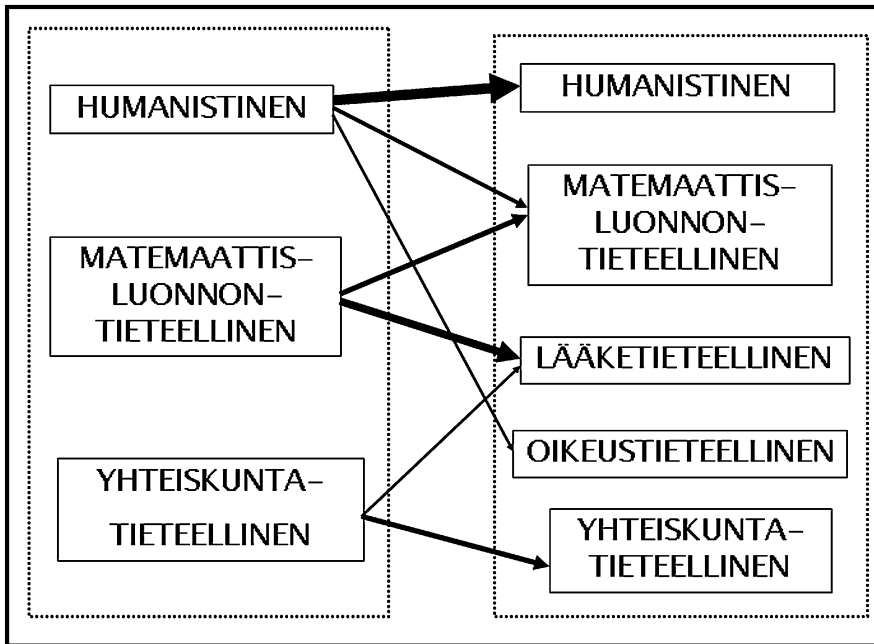 HUMANISTINEN
MATEMAATTIS–
LUONNON–
TIETEELLINEN
YHTEISKUNTA–
TIETEELLINEN
HUMANISTINEN
MATEMAATTIS–
LUONNON–
TIETEELLINEN
LÄÄKETIETEELLINEN
OIKEUSTIETEELLINEN
YHTEISKUNTA–
TIETEELLINEN